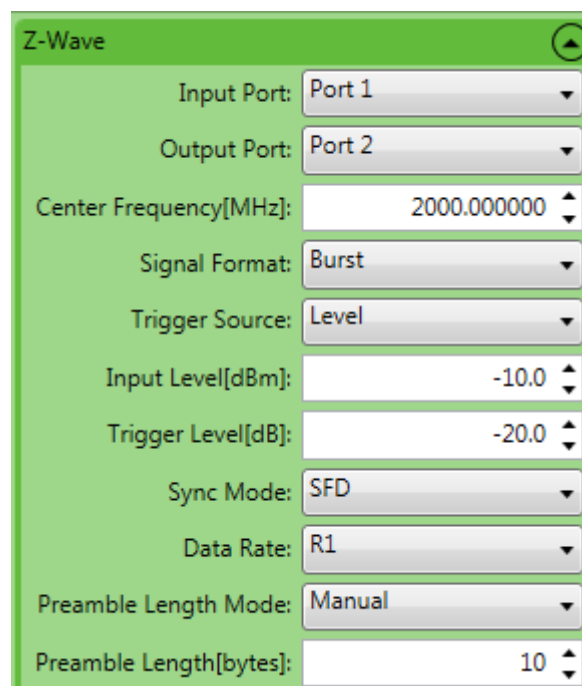 Z-Wave
Input Port: Port 1
Output Port: Port 2
Center Frequency[MHz]: 2000.000000
Signal Format: Burst
Trigger Source: Level
Input Level[dBm]: -10.0
Trigger Level[dB]: -20.0
Sync Mode: SFD
Data Rate: R1
Preamble Length Mode: Manual
Preamble Length[bytes]: 10